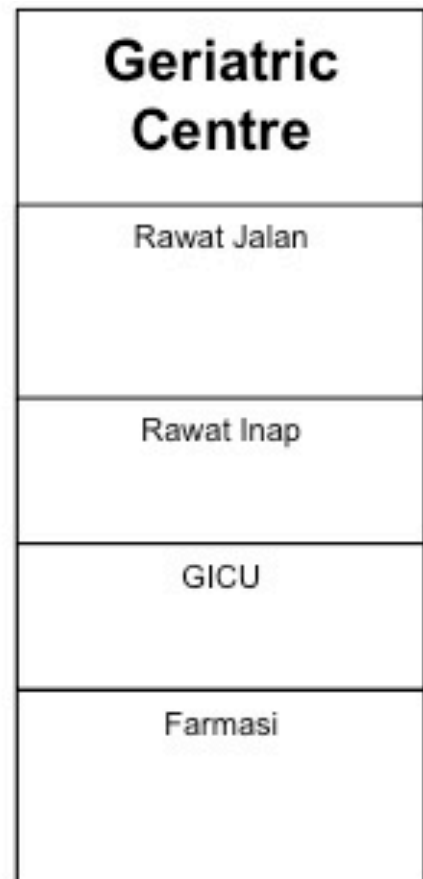 Geriatric
Centre
Rawat Jalan
Rawat Inap
GICU
Farmasi